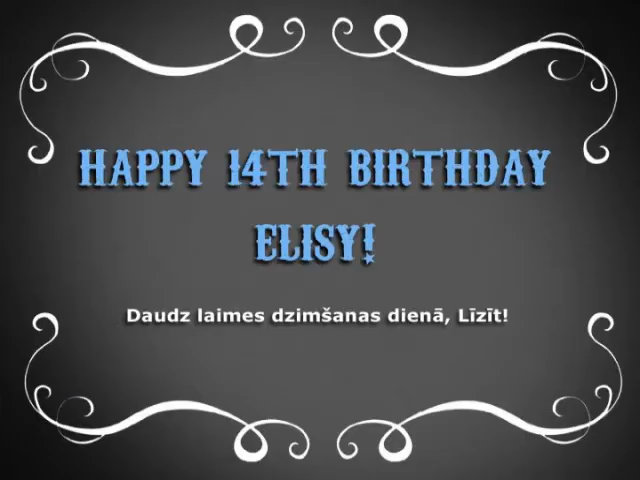 HAPPY 14TH BIRTHDAY
ELISY!
Daudz laimes dzimšanas dienā, Līzīt!